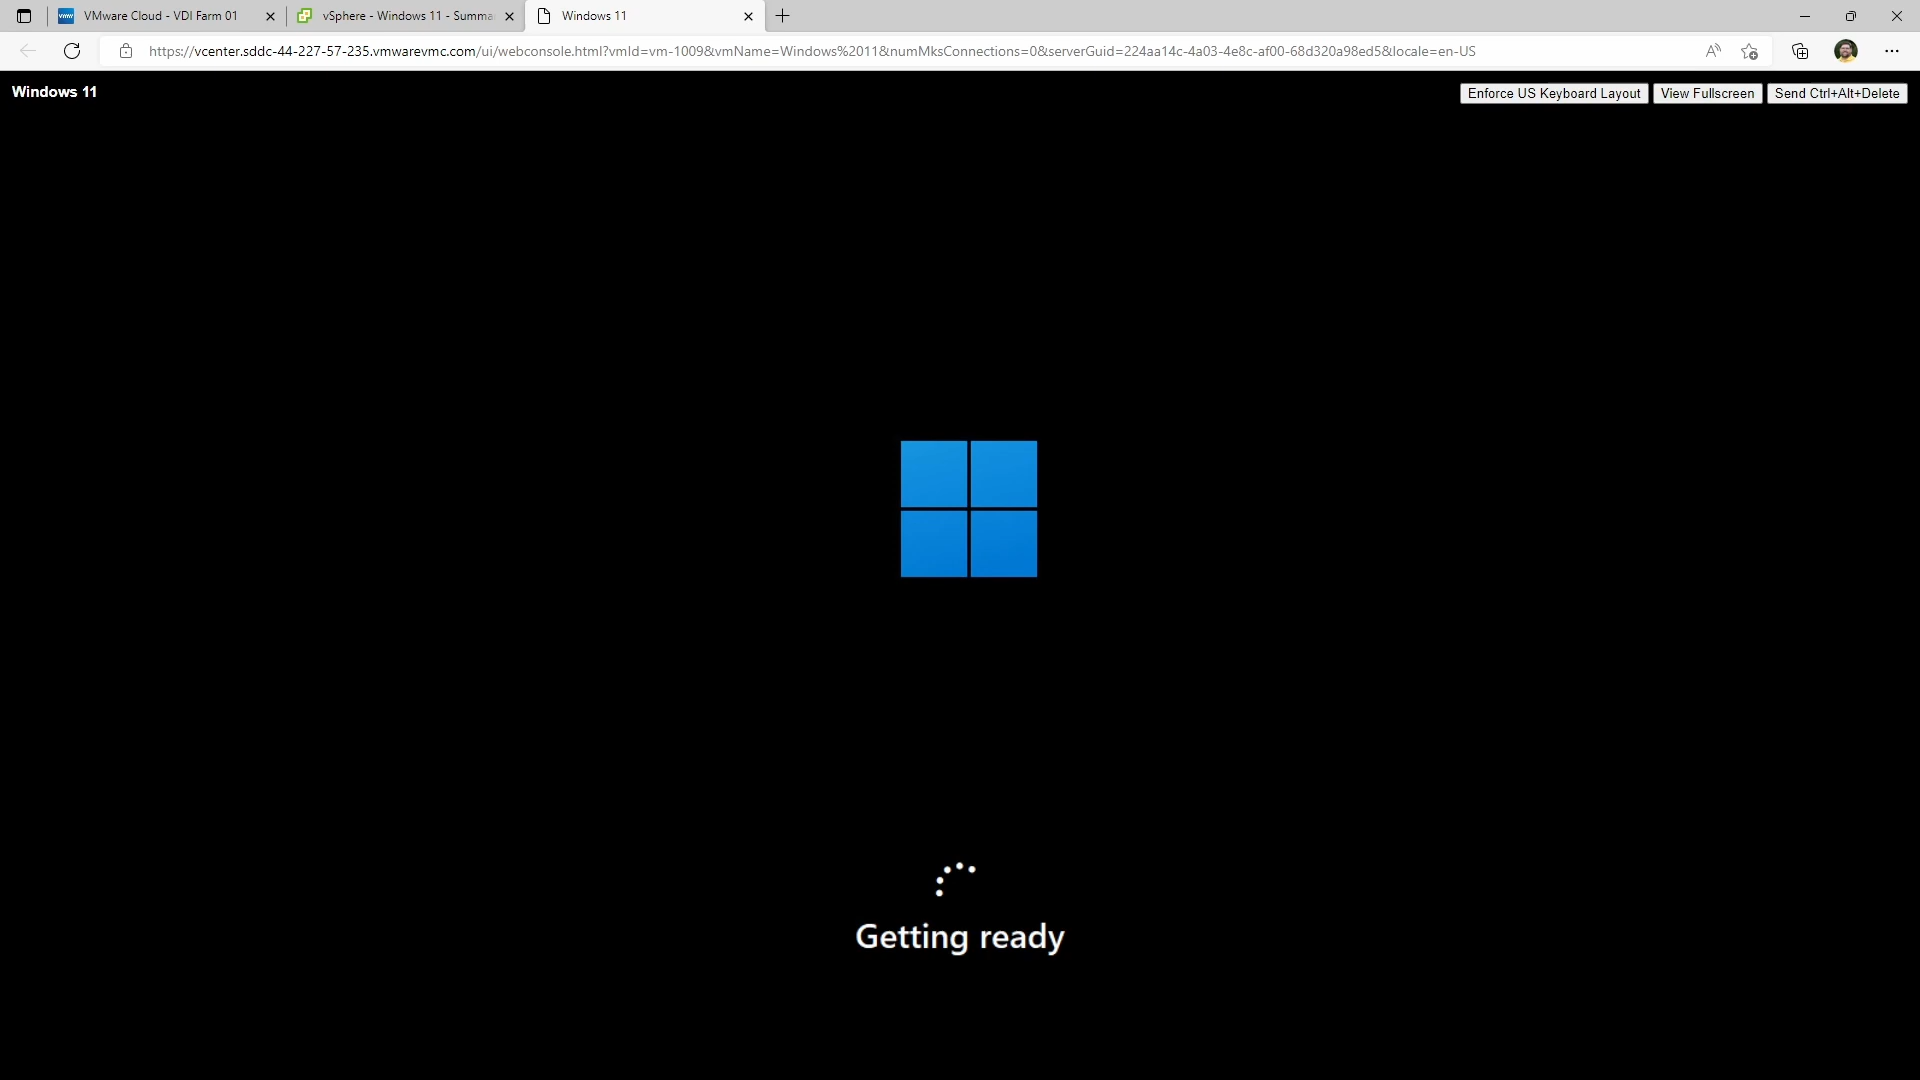 VMware Cloud - VDI Farm 01
vSphere - Windows 11 - Summa
Windows 11
https://vcenter.sddc-44-227-57-235.vmwarevmc.com/ui/webconsole.html?vmId=vm-1009&vmName=Windows%2011&numMksConnections=0&serverGuid=224aa14c-4a03-4e8c-af00-68d320a98ed5&locale=en-US
Windows 11
Enforce US Keyboard Layout
View Fullscreen
Send Ctrl+Alt+Delete
Getting ready